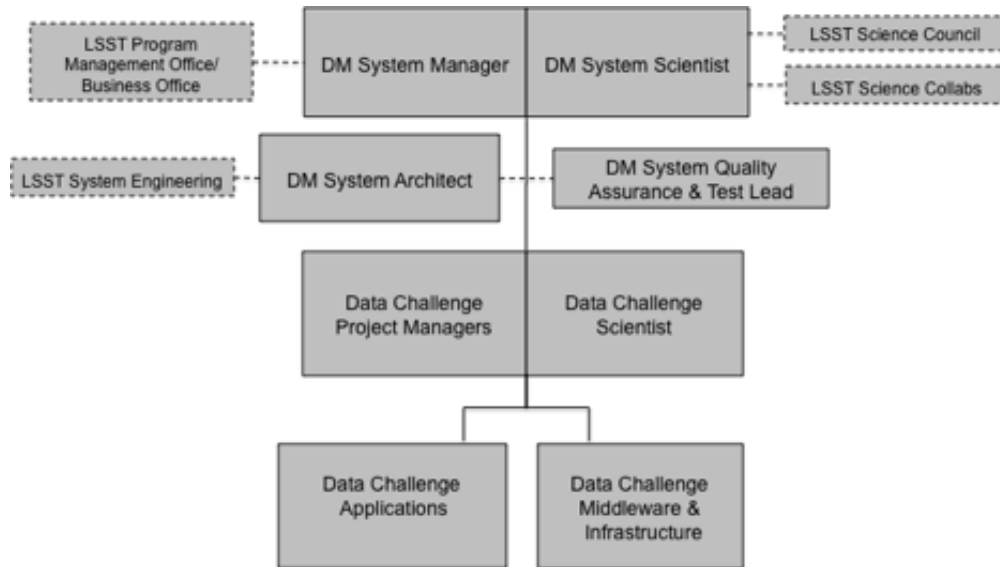 LSST Program
Management Office/
Business Office
DM System Manager
DM System Scientist
LSST Science Council
LSST Science Collabs
LSST System Engineering
DM System Architect
DM System Quality
Assurance & Test Lead
Data Challenge
Project Managers
Data Challenge
Scientist
Data Challenge
Applications
Data Challenge
Middleware &
Infrastructure